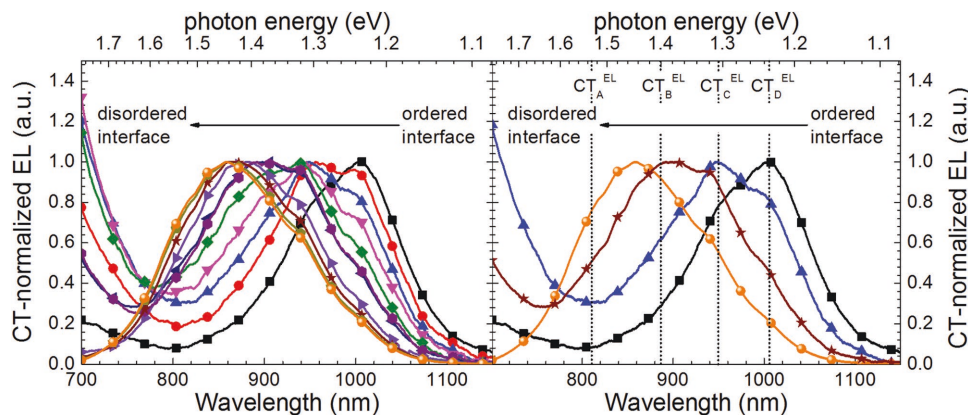 photon energy (eV) photon energy (eV)
1.7 1.6 1.5 1.4 1.3 1.2 1.1 1.7 1.6 1.5 1.4 1.3 1.2 1.1
CT-normalized EL (a.u.)
1.4
1.2
1.0
0.8
0.6
0.4
0.2
0.0
disordered interface
ordered interface
700 800 900 1000 1100
Wavelength (nm)
CT_A^EL CT_B^EL CT_C^EL CT_D^EL
disordered interface
ordered interface
800 900 1000 1100
Wavelength (nm)
1.4
1.2
1.0
0.8
0.6
0.4
0.2
0.0
CT-normalized EL (a.u.)